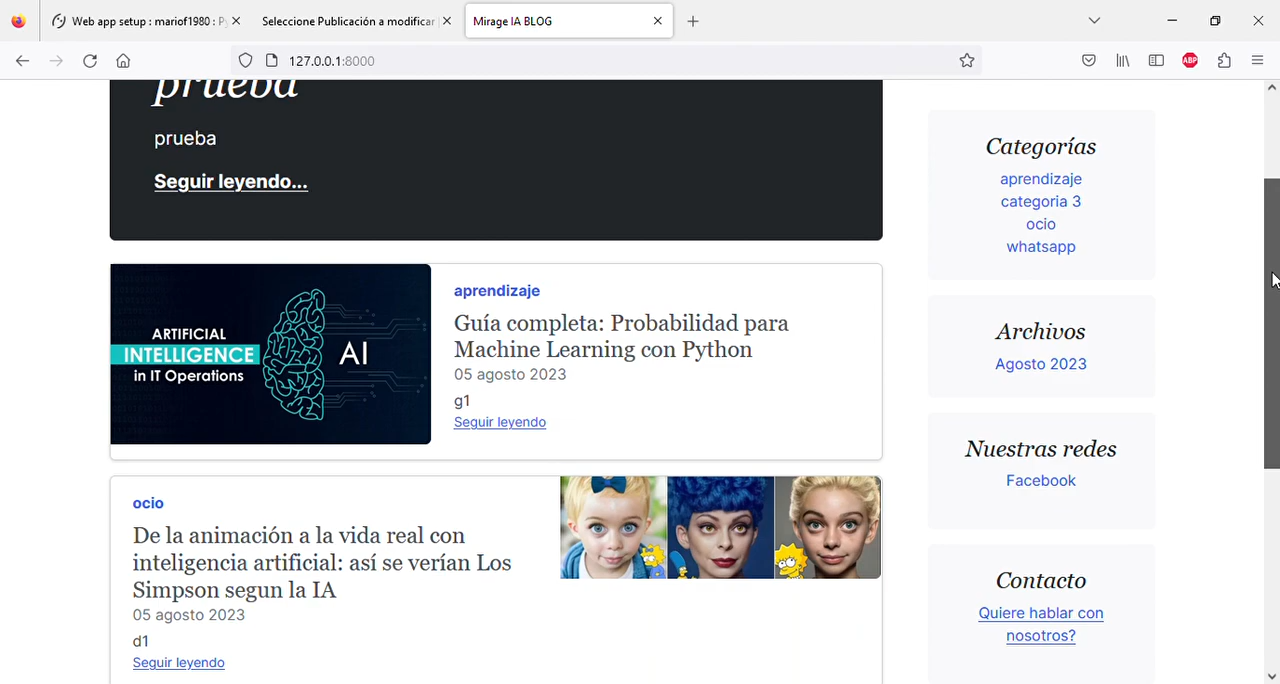 Web app setup : mariof1980 : Py
Seleccione Publicación a modificar
Mirage IA BLOG
127.0.0.1:8000
ABP
prueba
prueba
Seguir leyendo...
ARTIFICIAL
INTELLIGENCE
in IT Operations
AI
aprendizaje
Guía completa: Probabilidad para
Machine Learning con Python
05 agosto 2023
g1
Seguir leyendo
ocio
De la animación a la vida real con
inteligencia artificial: así se verían Los
Simpson segun la IA
05 agosto 2023
d1
Seguir leyendo
Categorías
aprendizaje
categoria 3
ocio
whatsapp
Archivos
Agosto 2023
Nuestras redes
Facebook
Contacto
Quiere hablar con
nosotros?